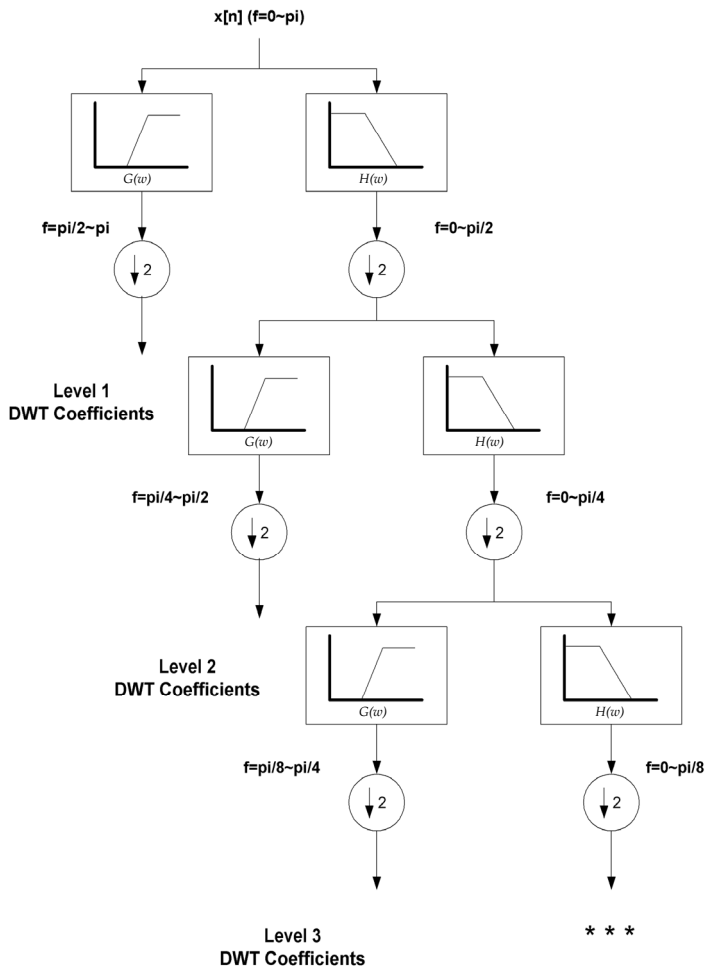 x[n] (f=0~pi)
G(w)
H(w)
f=pi/2~pi
f=0~pi/2
2
2
Level 1
DWT Coefficients
G(w)
H(w)
f=pi/4~pi/2
f=0~pi/4
2
2
Level 2
DWT Coefficients
G(w)
H(w)
f=pi/8~pi/4
f=0~pi/8
2
2
Level 3
DWT Coefficients
* * *